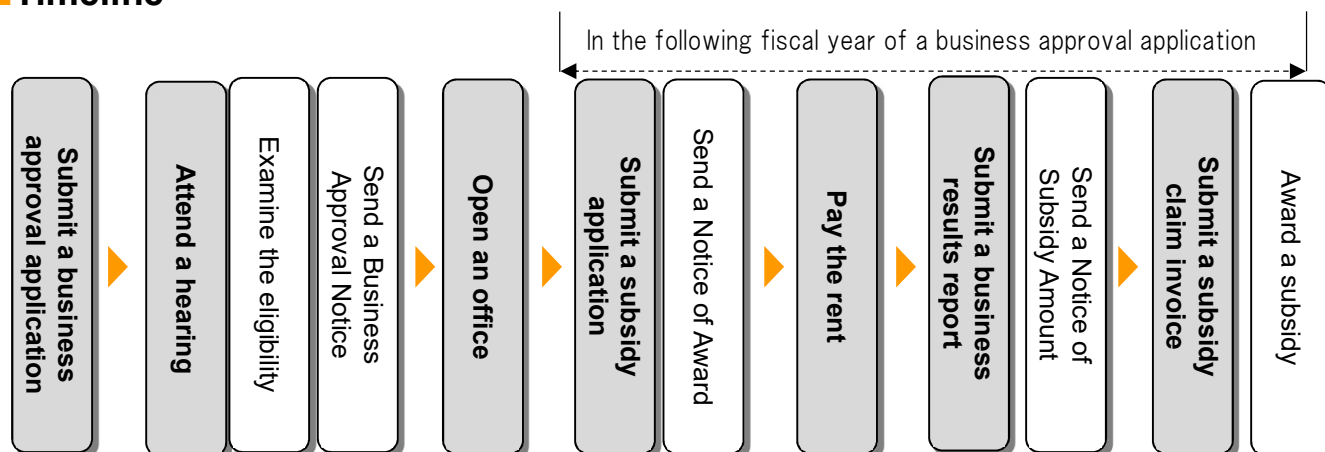 In the following fiscal year of a business approval application
Submit a business
approval application
Attend a hearing
Examine the eligibility
Send a Business
Approval Notice
Open an office
Submit a subsidy
application
Send a Notice of Award
Pay the rent
Submit a business
results report
Send a Notice of
Subsidy Amount
Submit a subsidy
claim invoice
Award a subsidy